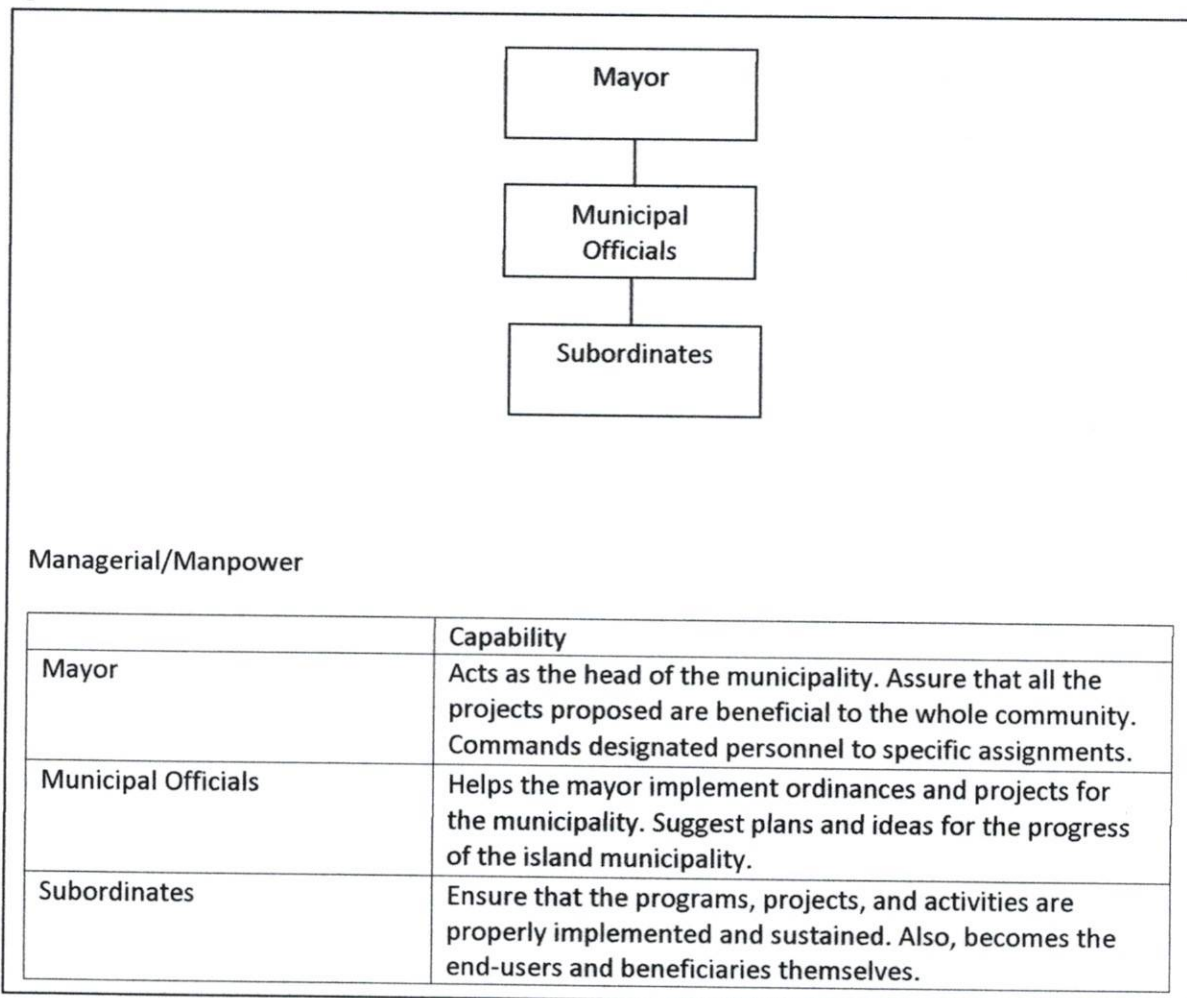 Mayor
Municipal
Officials
Subordinates
Managerial/Manpower
Capability
Mayor
Acts as the head of the municipality. Assure that all the
projects proposed are beneficial to the whole community.
Commands designated personnel to specific assignments.
Municipal Officials
Helps the mayor implement ordinances and projects for
the municipality. Suggest plans and ideas for the progress
of the island municipality.
Subordinates
Ensure that the programs, projects, and activities are
properly implemented and sustained. Also, becomes the
end-users and beneficiaries themselves.